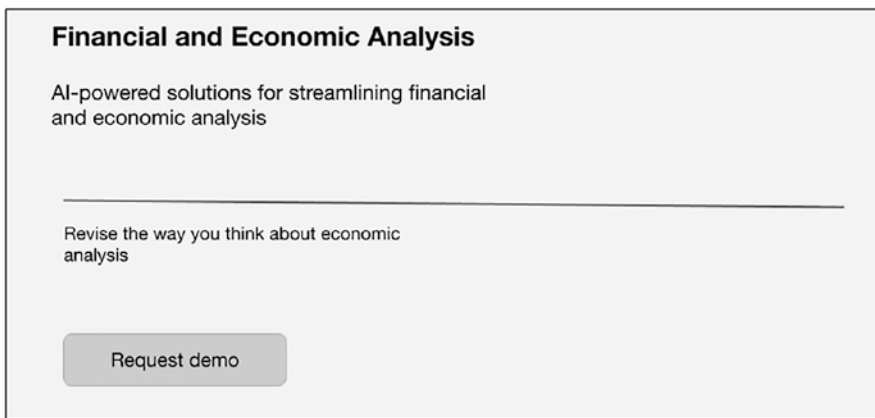 Financial and Economic Analysis
AI-powered solutions for streamlining financial
and economic analysis
Revise the way you think about economic
analysis
Request demo